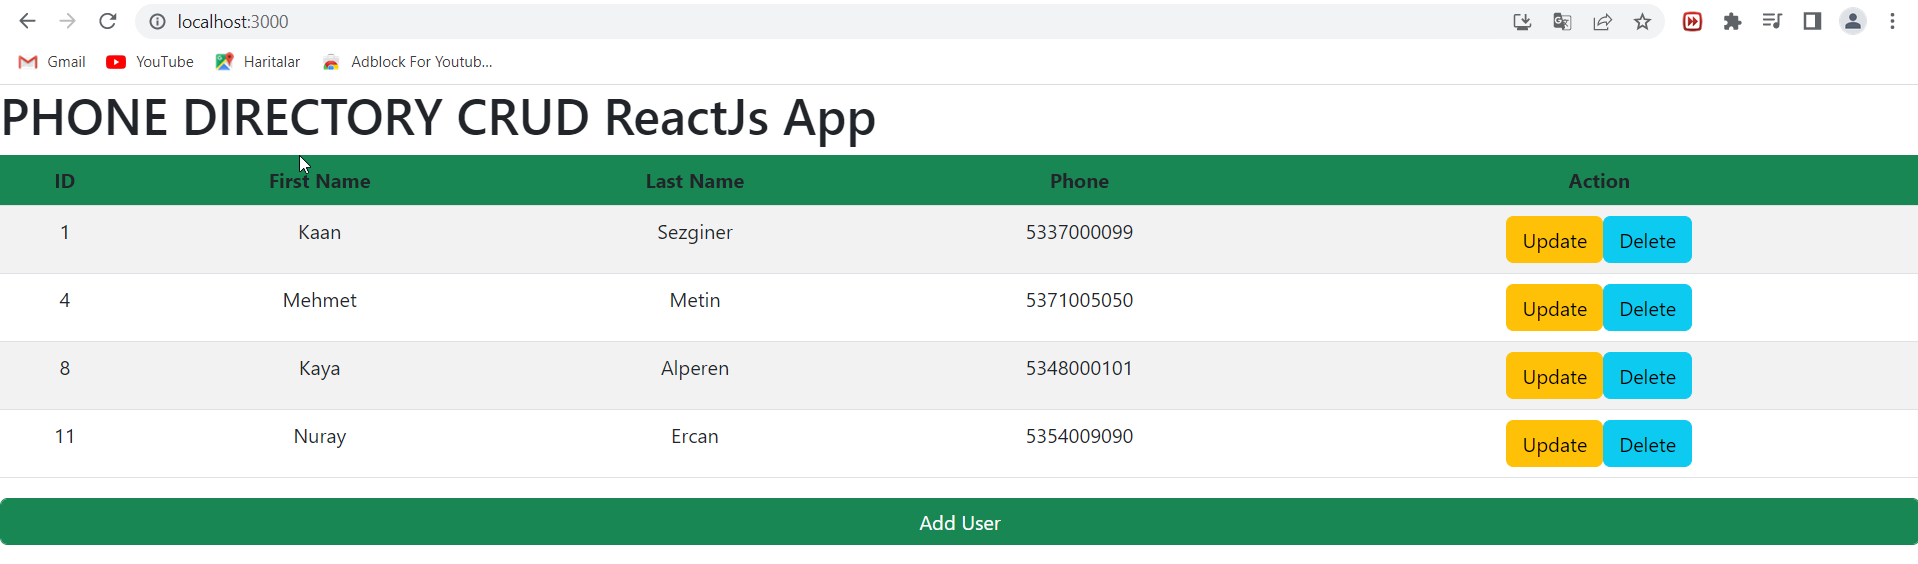 localhost:3000
Gmail YouTube Haritalar Adblock For Youtub...
PHONE DIRECTORY CRUD ReactJs App
ID First Name Last Name Phone Action
1 Kaan Sezginer 5337000099 Update Delete
4 Mehmet Metin 5371005050 Update Delete
8 Kaya Alperen 5348000101 Update Delete
11 Nuray Ercan 5354009090 Update Delete
Add User